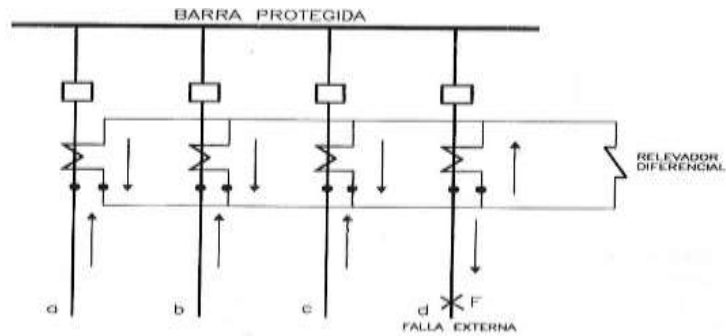 BARRA PROTEGIDA
RELEVADOR
DIFERENCIAL
a
b
c
d
F
FALLA EXTERNA